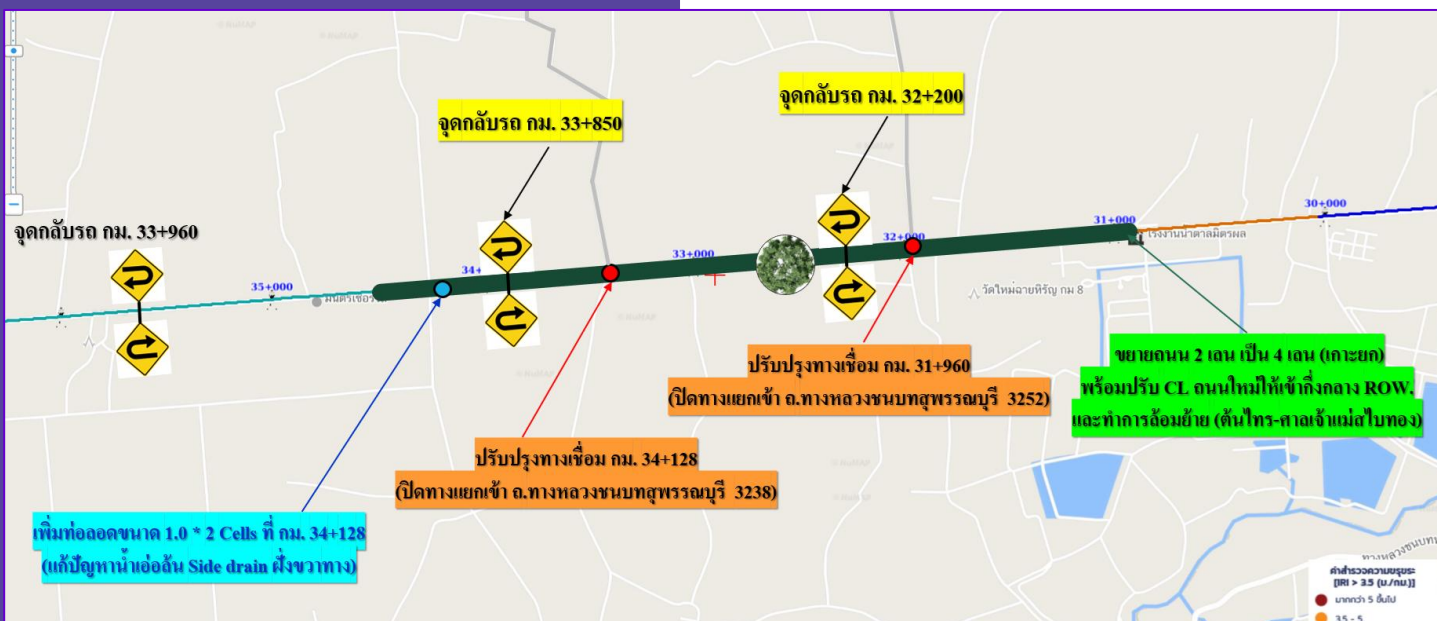 จุดกลับรถ กม. 32+200
จุดกลับรถ กม. 33+850
จุดกลับรถ กม. 33+960
30+000
31+000
โรงงานน้ำตาลมิตรผล
32+000
33+000
34+
35+000
วัดใหม่ฉายหิรัญ กม 8
ขยายถนน 2 เลน เป็น 4 เลน (เกาะยก)
พร้อมปรับ CL ถนนใหม่ให้เข้ากึ่งกลาง ROW.
และทำการล้อมย้าย (ต้นไทร-ศาลเจ้าแม่สไบทอง)
ปรับปรุงทางเชื่อม กม. 31+960
(ปิดทางแยกเข้า ถ.ทางหลวงชนบทสุพรรณบุรี 3252)
ปรับปรุงทางเชื่อม กม. 34+128
(ปิดทางแยกเข้า ถ.ทางหลวงชนบทสุพรรณบุรี 3238)
เพิ่มท่อลอดขนาด 1.0 * 2 Cells ที่ กม. 34+128
(แก้ปัญหาน้ำเอ่อล้น Side drain ฝั่งขวาทาง)
ทางหลวงชนบท
ค่าสำรวจความขรุขระ
[IRI > 3.5 (ม./กม.)]
มากกว่า 5 ขึ้นไป
3.5 - 5